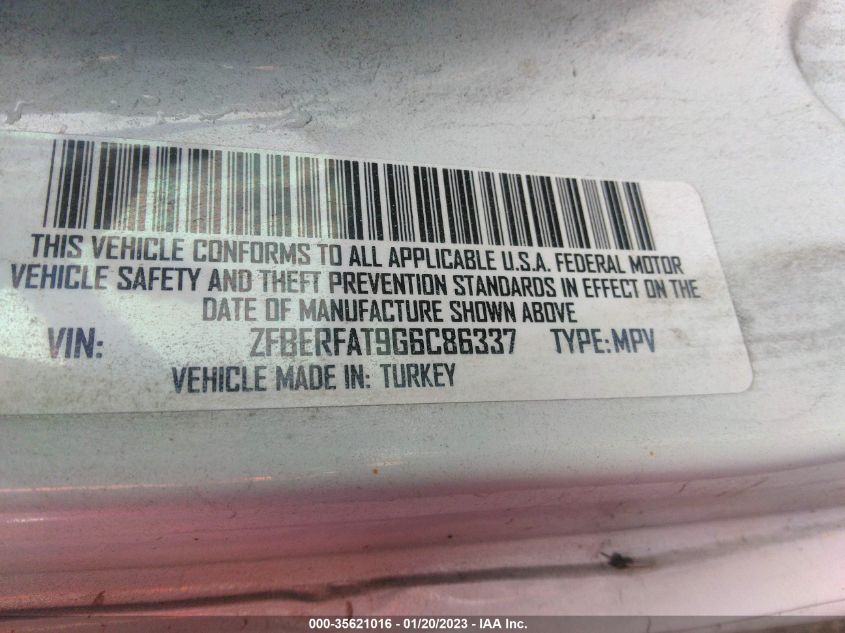 THIS VEHICLE CONFORMS TO ALL APPLICABLE U.S.A. FEDERAL MOTOR
VEHICLE SAFETY AND THEFT PREVENTION STANDARDS IN EFFECT ON THE
DATE OF MANUFACTURE SHOWN ABOVE
VIN: ZFBERFAT9G6C86337 TYPE: MPV
VEHICLE MADE IN: TURKEY
000-35621016 - 01/20/2023 - IAA Inc.